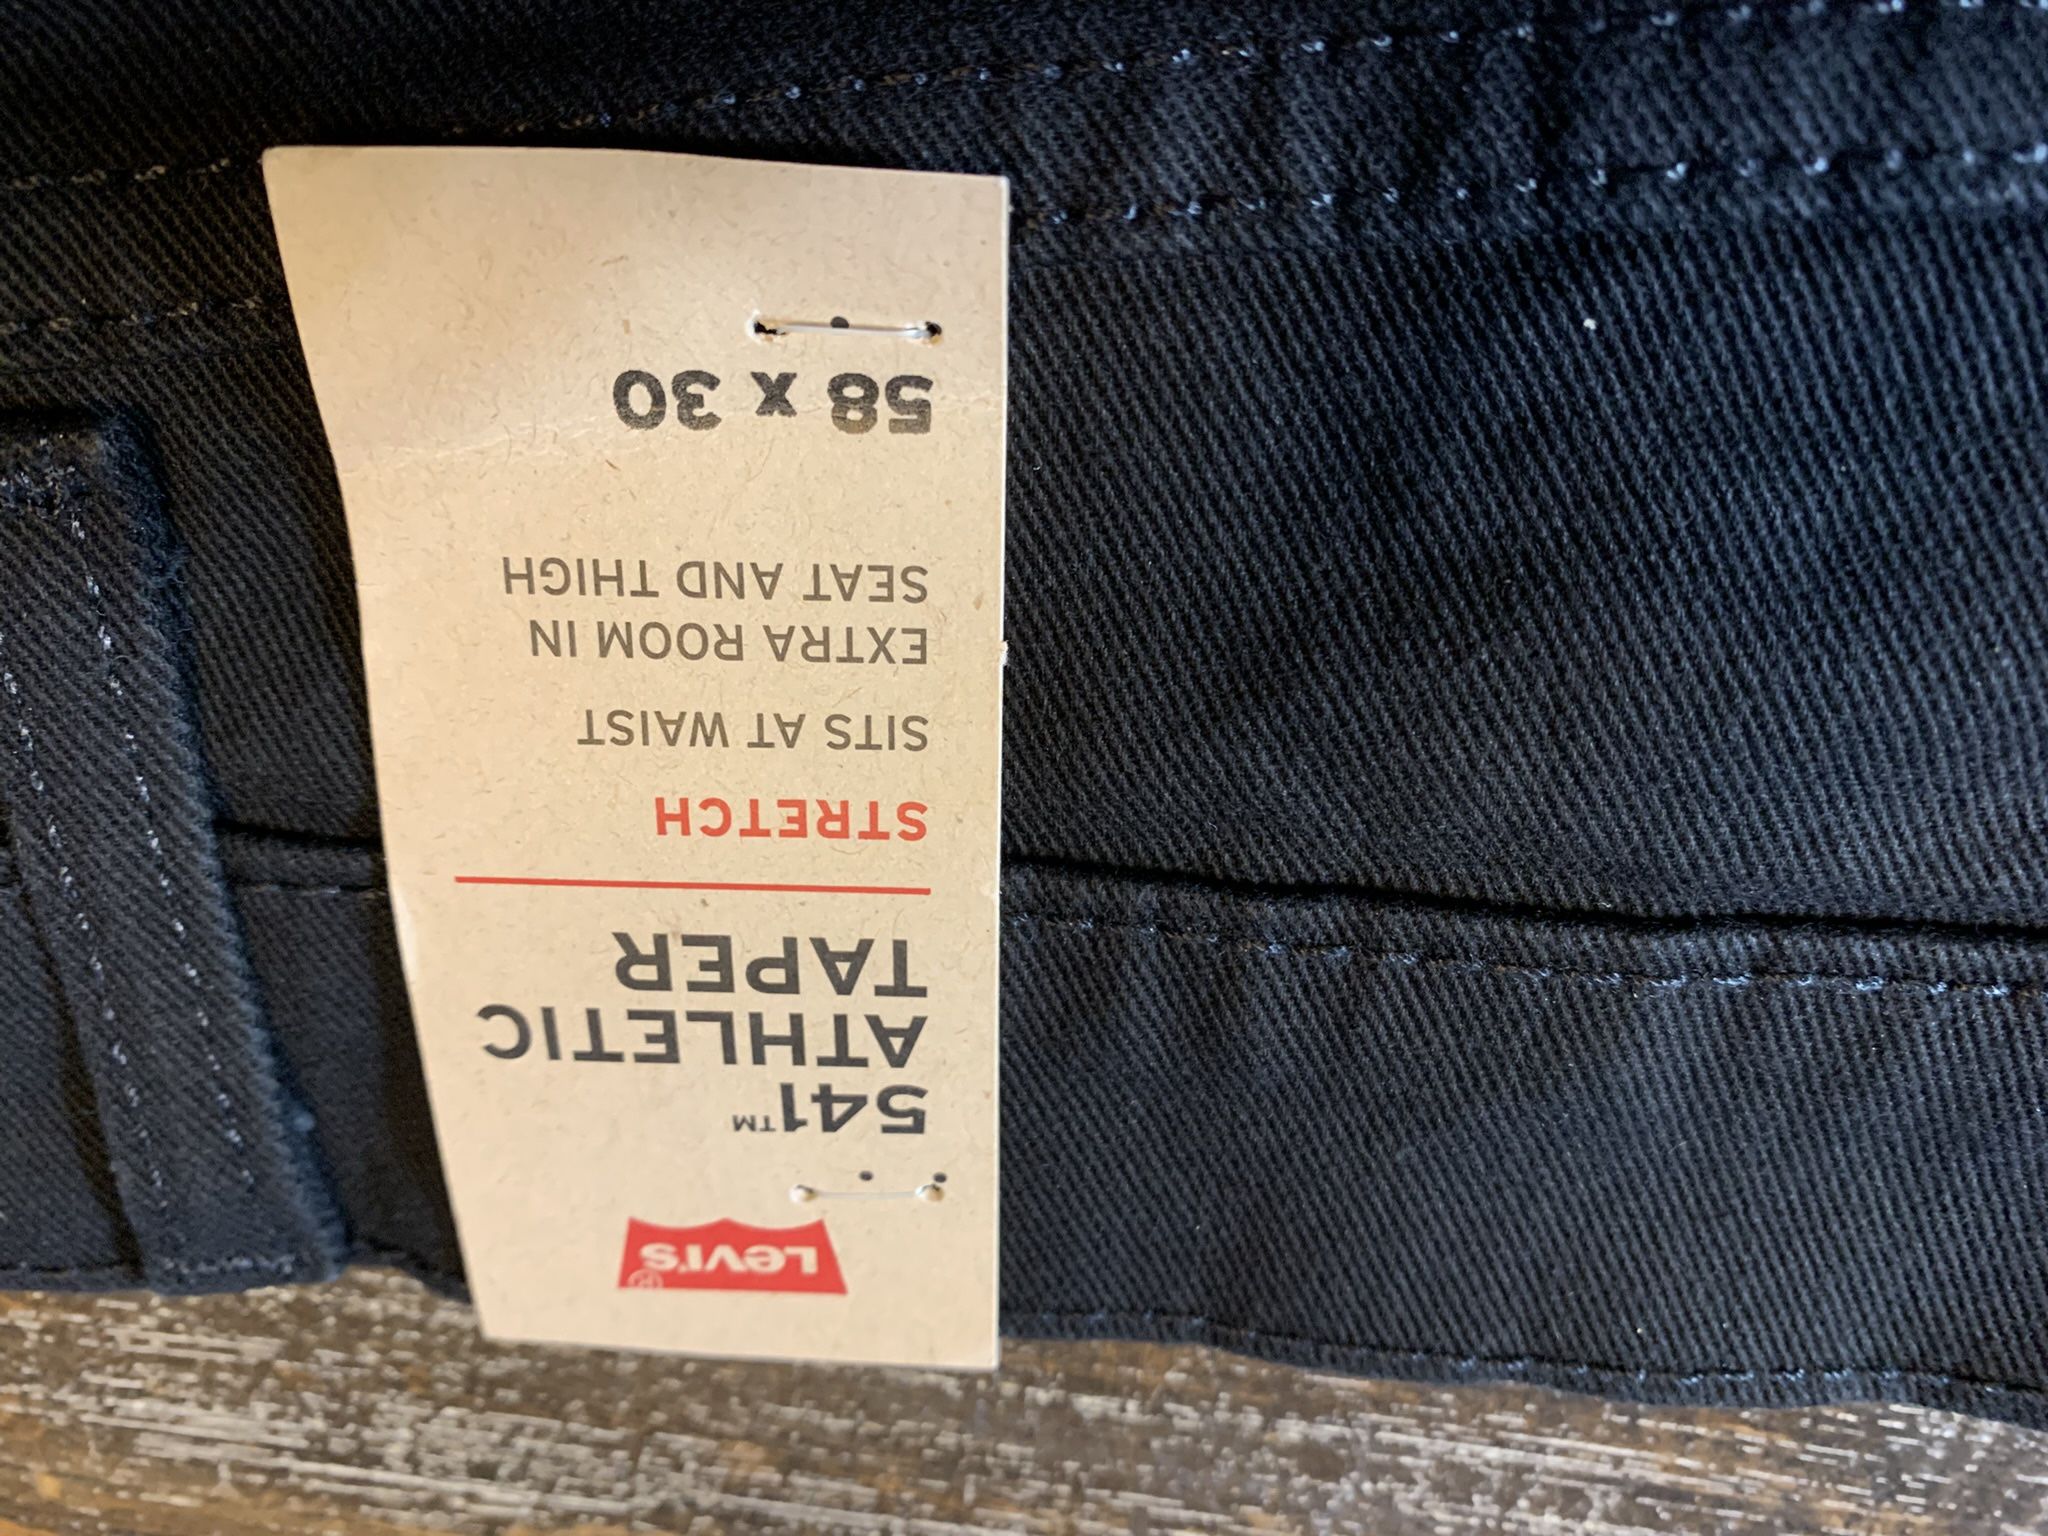 Levi's®
541™
ATHLETIC
TAPER
STRETCH
SITS AT WAIST
EXTRA ROOM IN
SEAT AND THIGH
58 x 30